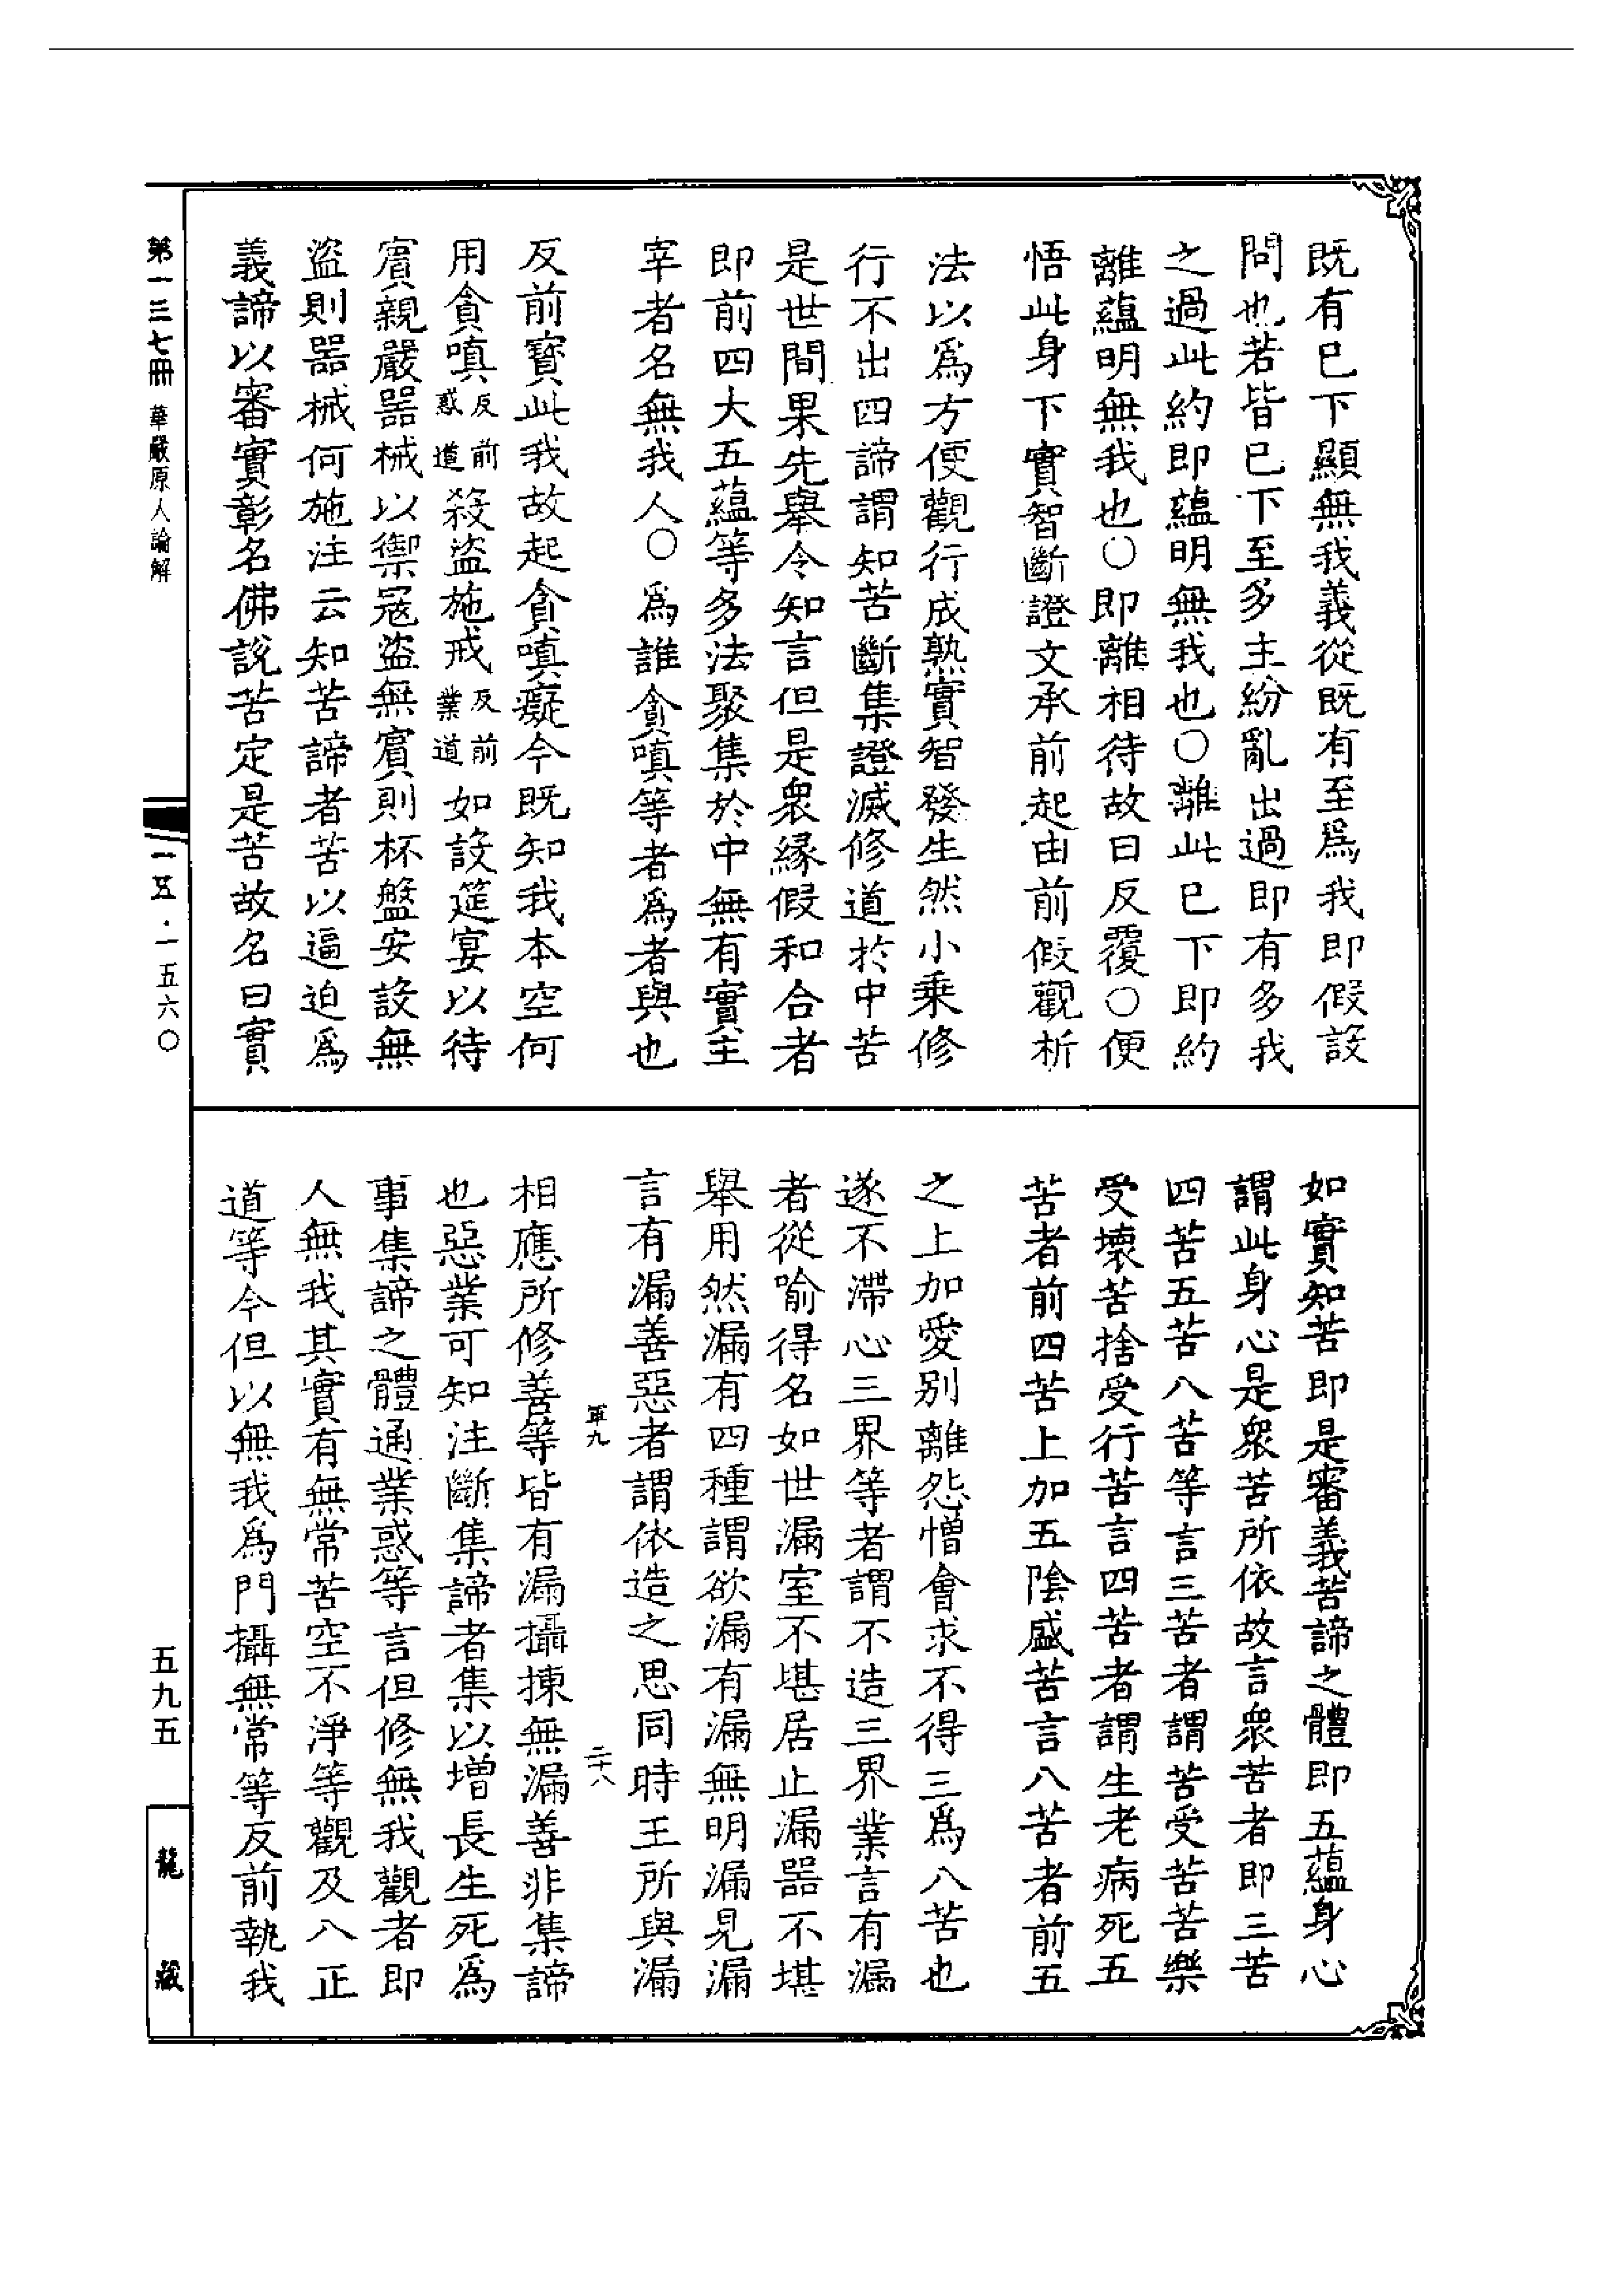 既有已下顯無我義從既有至爲我即假設
問也若皆已下至多主紛亂出過即有多我
之過此約即蘊明無我也○離此已下即約
離蘊明無我也○即離相待故曰反覆○便
悟此身下實智斷證文承前起由前假觀析
法以爲方便觀行成熟實智發生然小乘修
行不出四諦謂知苦斷集證滅修道於中苦
是世間果先舉令知言但是衆緣假和合者
即前四大五蘊等多法聚集於中無有實主
宰者名無我人○爲誰貪嗔等者爲者與也
反前寶此我故起貪嗔癡今既知我本空何
用貪嗔反前惑道殺盜施戒反前業道如設筵宴以待
賓親嚴器械以禦寇盜無賓則杯盤安設無
盜則器械何施注云知苦諦者苦以逼迫爲
義諦以審實彰名佛説苦定是苦故名曰實
如實知苦即是審義苦諦之體即五蘊身心
謂此身心是衆苦所依故言衆苦者即三苦
四苦五苦八苦等言三苦者謂苦受苦苦樂
受壞苦捨受行苦言四苦者謂生老病死五
苦者前四苦上加五陰盛苦言八苦者前五
之上加愛别離怨憎會求不得三爲八苦也
遂不滯心三界等者謂不造三界業言有漏
者從喻得名如世漏室不堪居止漏器不堪
舉用然漏有四種謂欲漏有漏無明漏見漏
言有漏善惡者謂依造之思同時王所與漏
軍九 二十八
相應所修善等皆有漏攝揀無漏善非集諦
也惡業可知注斷集諦者集以增長生死爲
事集諦之體通業惑等言但修無我觀者即
人無我其實有無常苦空不淨等觀及八正
道等今但以無我爲門攝無常等反前執我
第一三七冊 華嚴原人論解
一五·一五六〇
五九五
龍藏